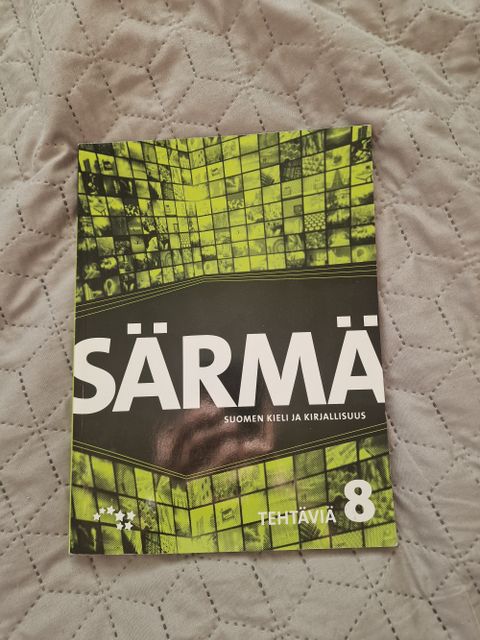 SÄRMÄ
SUOMEN KIELI JA KIRJALLISUUS
TEHTÄVIÄ 8